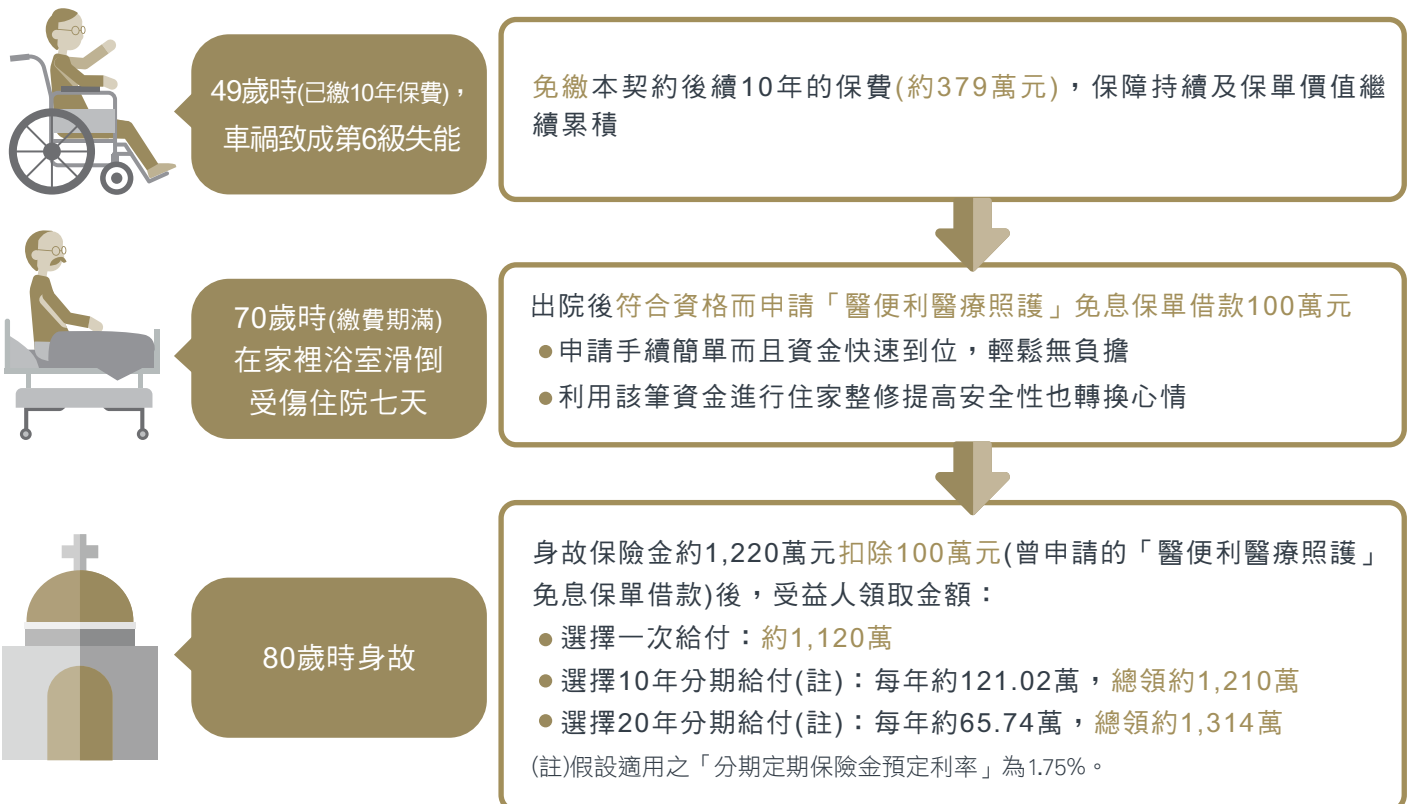 49歲時(已繳10年保費)，
車禍致成第6級失能
免繳本契約後續10年的保費(約379萬元)，保障持續及保單價值繼
續累積
70歲時(繳費期滿)
在家裡浴室滑倒
受傷住院七天
出院後符合資格而申請「醫便利醫療照護」免息保單借款100萬元
●申請手續簡單而且資金快速到位，輕鬆無負擔
●利用該筆資金進行住家整修提高安全性也轉換心情
80歲時身故
身故保險金約1,220萬元扣除100萬元(曾申請的「醫便利醫療照護」
免息保單借款)後，受益人領取金額：
●選擇一次給付：約1,120萬
●選擇10年分期給付(註)：每年約121.02萬，總領約1,210萬
●選擇20年分期給付(註)：每年約65.74萬，總領約1,314萬
(註)假設適用之「分期定期保險金預定利率」為1.75%。